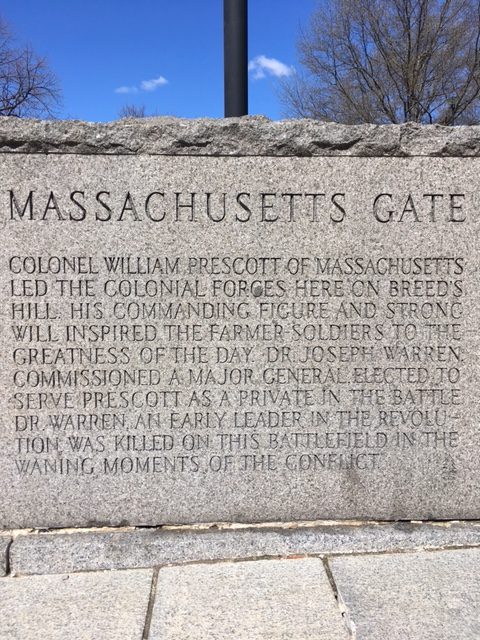 MASSACHUSETTS GATE
COLONEL WILLIAM PRESCOTT OF MASSACHUSETTS
LED THE COLONIAL FORCES HERE ON BREED'S
HILL. HIS COMMANDING FIGURE AND STRONG
WILL INSPIRED THE FARMER SOLDIERS TO THE
GREATNESS OF THE DAY. DR. JOSEPH WARREN,
COMMISSIONED A MAJOR GENERAL, ELECTED TO
SERVE PRESCOTT AS A PRIVATE IN THE BATTLE.
DR. WARREN, AN EARLY LEADER IN THE REVOLU-
TION WAS KILLED ON THIS BATTLEFIELD IN THE
WANING MOMENTS OF THE CONFLICT.